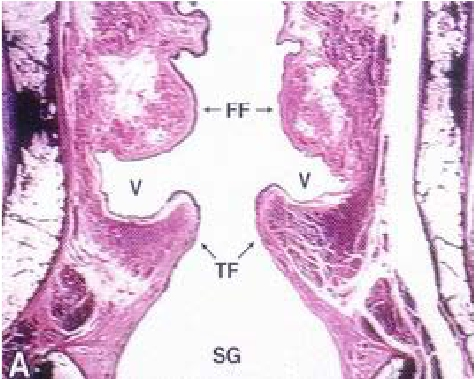 ← FF →
V
V
TF
SG
A